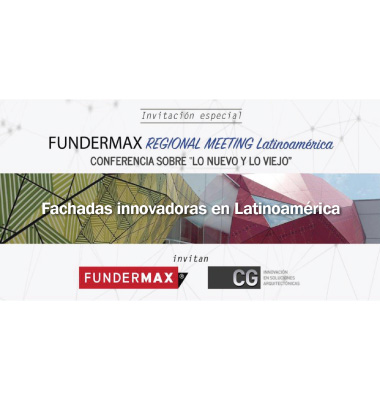 Invitación especial
FUNDERMAX REGIONAL MEETING Latinoamérica
CONFERENCIA SOBRE "LO NUEVO Y LO VIEJO"
Fachadas innovadoras en Latinoamérica
invitan
FUNDERMAX
CG
INNOVACIÓN
EN SOLUCIONES
ARQUITECTÓNICAS